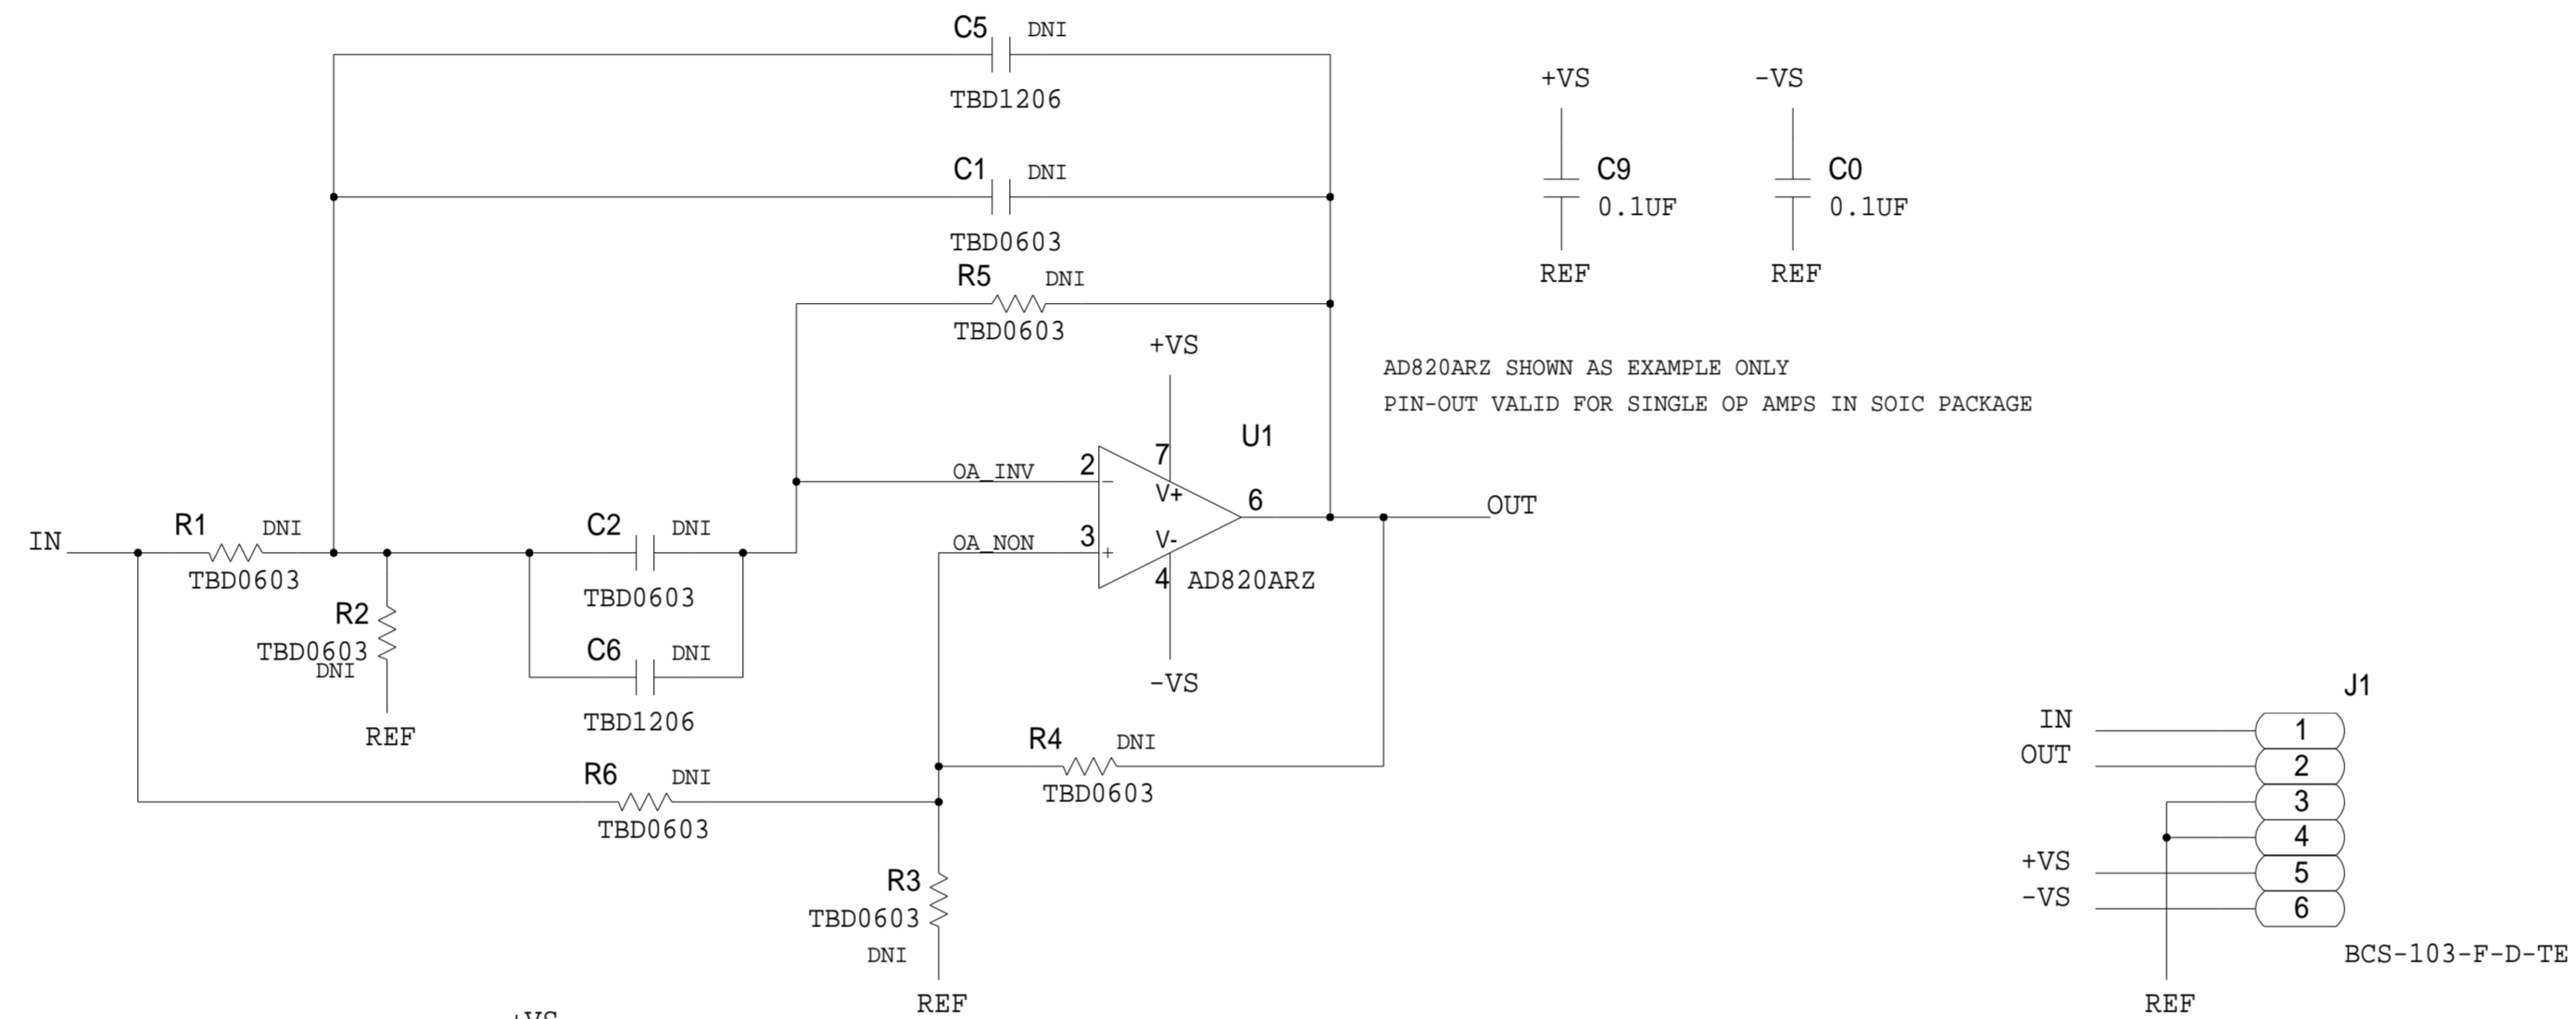 C5 DNI
TBD1206
+VS
-VS
C1 DNI
TBD0603
C9
0.1UF
C0
0.1UF
REF
REF
R5 DNI
TBD0603
+VS
AD820ARZ SHOWN AS EXAMPLE ONLY
PIN-OUT VALID FOR SINGLE OP AMPS IN SOIC PACKAGE
U1
OA_INV 2
7
V+
6
OUT
IN
R1 DNI
TBD0603
C2 DNI
TBD0603
OA_NON 3
V-
4
AD820ARZ
R2
TBD0603
DNI
REF
C6 DNI
TBD1206
-VS
R4 DNI
TBD0603
R6 DNI
TBD0603
R3
TBD0603
DNI
REF
J1
IN 1
OUT 2
3
4
+VS 5
-VS 6
BCS-103-F-D-TE
REF
+VS